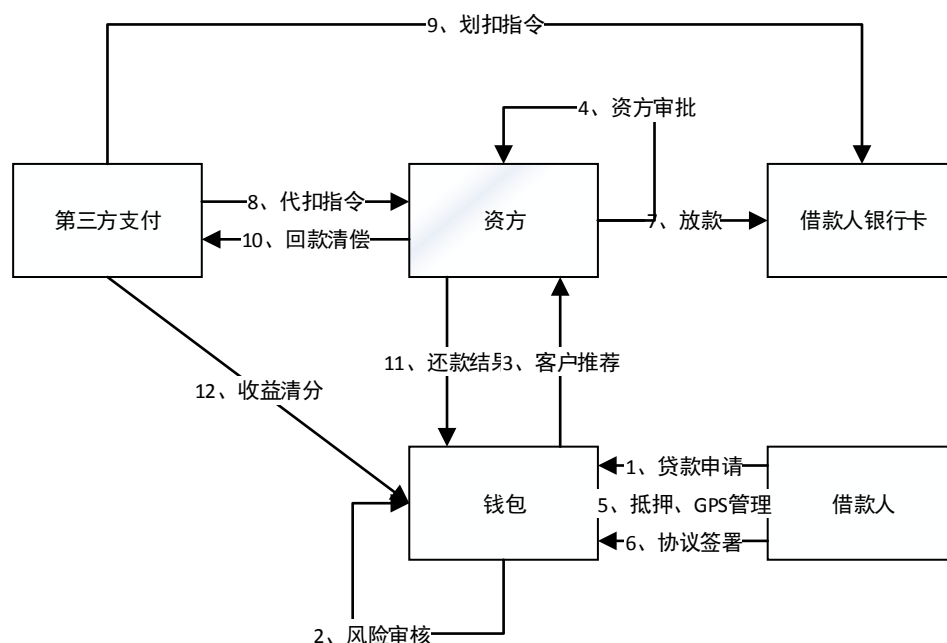 9、划扣指令
4、资方审批
第三方支付
8、代扣指令
10、回款清偿
资方
7、放款
借款人银行卡
11、还款结
3、客户推荐
12、收益清分
钱包
1、贷款申请
5、抵押、GPS管理
6、协议签署
借款人
2、风险审核